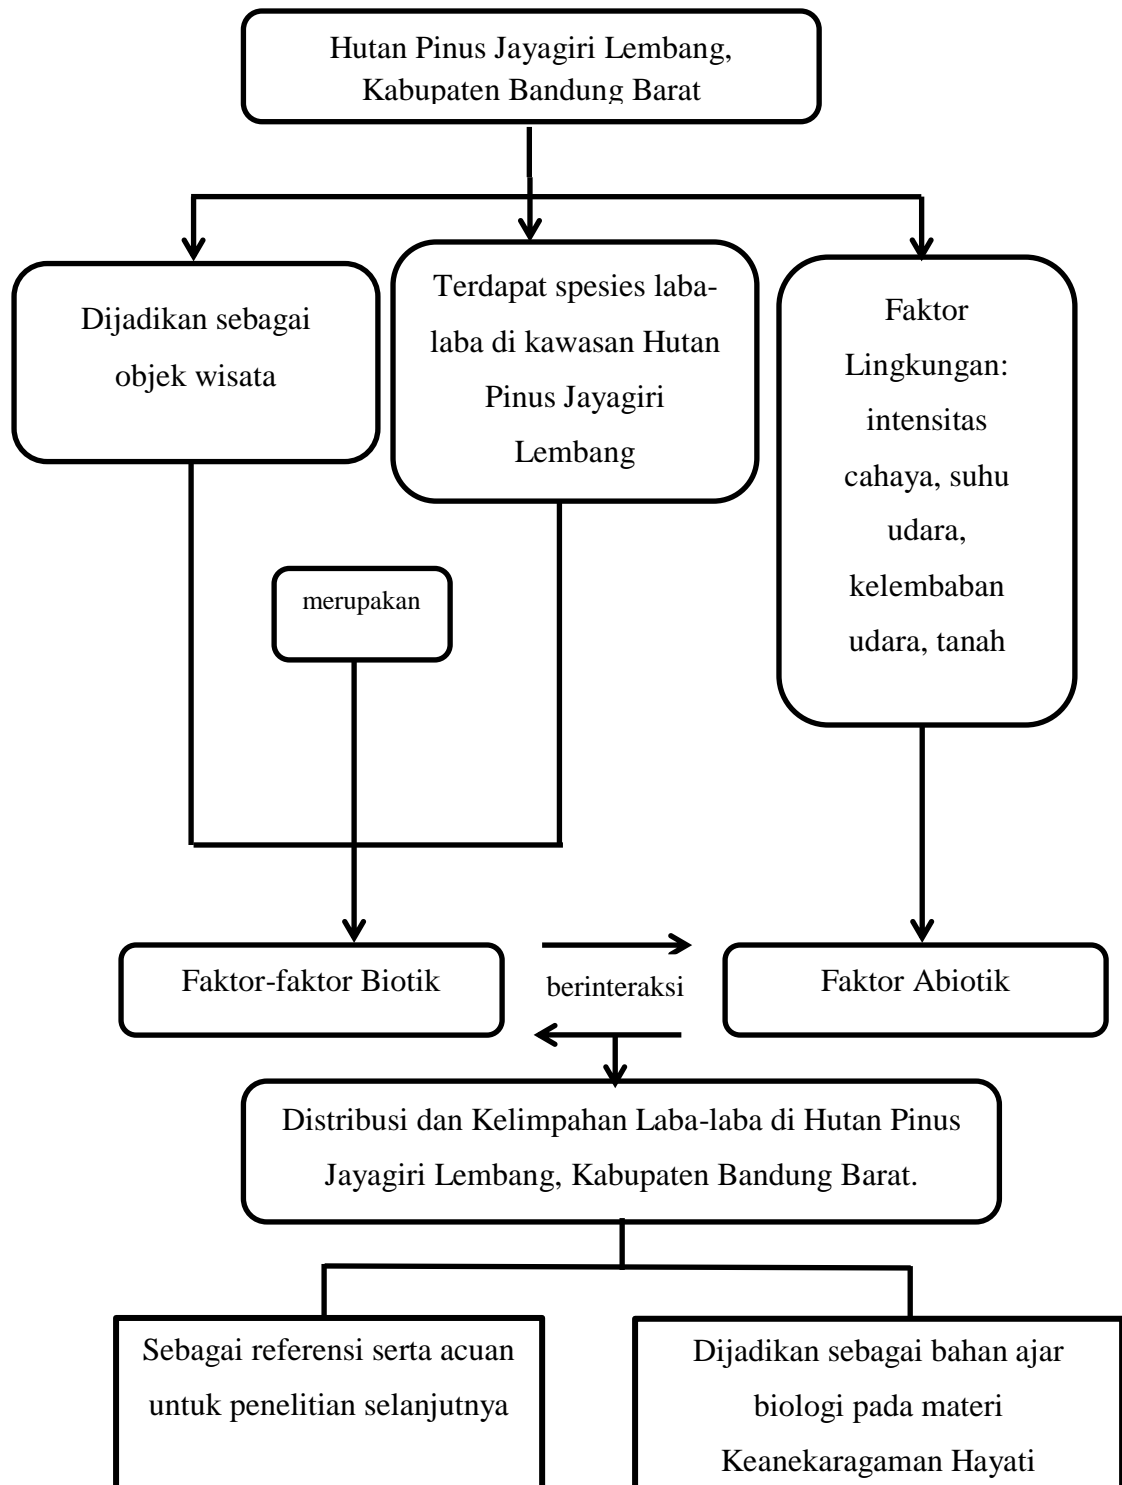 Hutan Pinus Jayagiri Lembang,
Kabupaten Bandung Barat
Dijadikan sebagai
objek wisata
Terdapat spesies laba-
laba di kawasan Hutan
Pinus Jayagiri
Lembang
Faktor
Lingkungan:
intensitas
cahaya, suhu
udara,
kelembaban
udara, tanah
merupakan
Faktor-faktor Biotik
berinteraksi
Faktor Abiotik
Distribusi dan Kelimpahan Laba-laba di Hutan Pinus
Jayagiri Lembang, Kabupaten Bandung Barat.
Sebagai referensi serta acuan
untuk penelitian selanjutnya
Dijadikan sebagai bahan ajar
biologi pada materi
Keanekaragaman Hayati